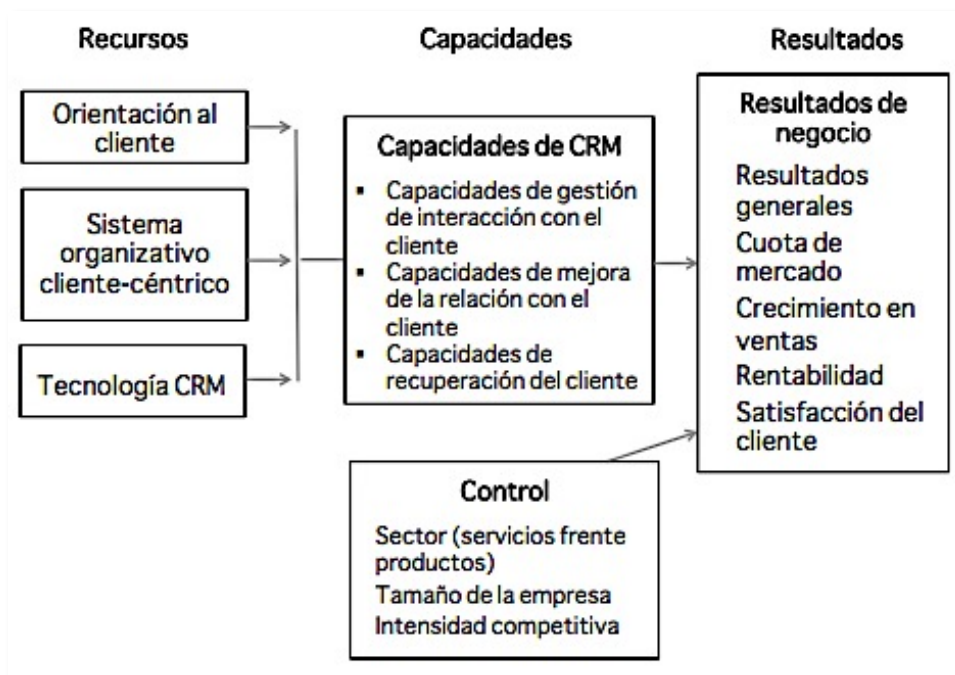 Recursos
Capacidades
Resultados
Orientación al
cliente
Sistema
organizativo
cliente-céntrico
Tecnología CRM
Capacidades de CRM
▪ Capacidades de gestión
de interacción con el
cliente
▪ Capacidades de mejora
de la relación con el
cliente
▪ Capacidades de
recuperación del cliente
Resultados de
negocio
Resultados
generales
Cuota de
mercado
Crecimiento en
ventas
Rentabilidad
Satisfacción del
cliente
Control
Sector (servicios frente
productos)
Tamaño de la empresa
Intensidad competitiva